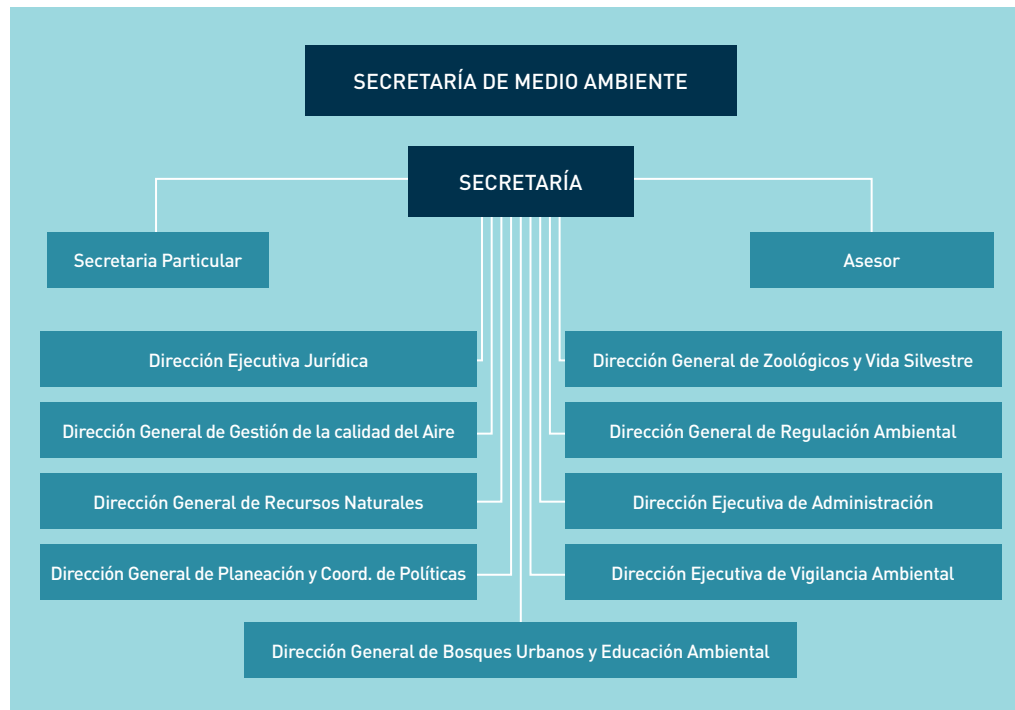 SECRETARÍA DE MEDIO AMBIENTE
SECRETARÍA
Secretaria Particular
Asesor
Dirección Ejecutiva Jurídica
Dirección General de Zoológicos y Vida Silvestre
Dirección General de Gestión de la calidad del Aire
Dirección General de Regulación Ambiental
Dirección General de Recursos Naturales
Dirección Ejecutiva de Administración
Dirección General de Planeación y Coord. de Políticas
Dirección Ejecutiva de Vigilancia Ambiental
Dirección General de Bosques Urbanos y Educación Ambiental